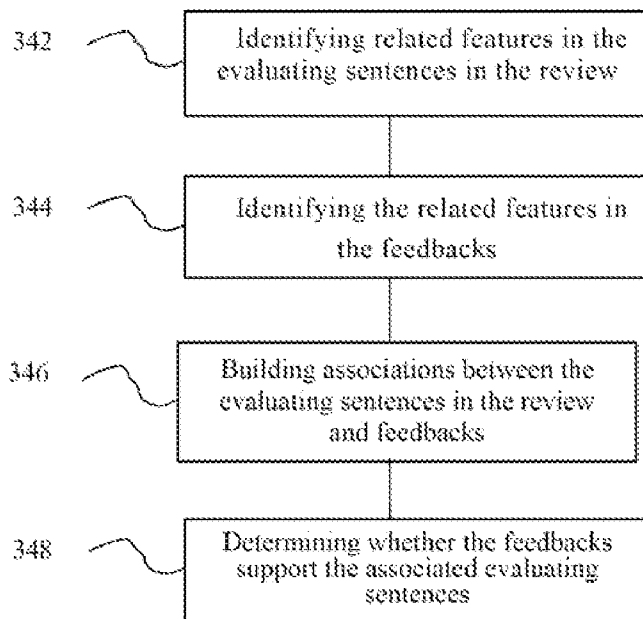 342
Identifying related features in the
evaluating sentences in the review
344
Identifying the related features in
the feedbacks
346
Building associations between the
evaluating sentences in the review
and feedbacks
348
Determining whether the feedbacks
support the associated evaluating
sentences